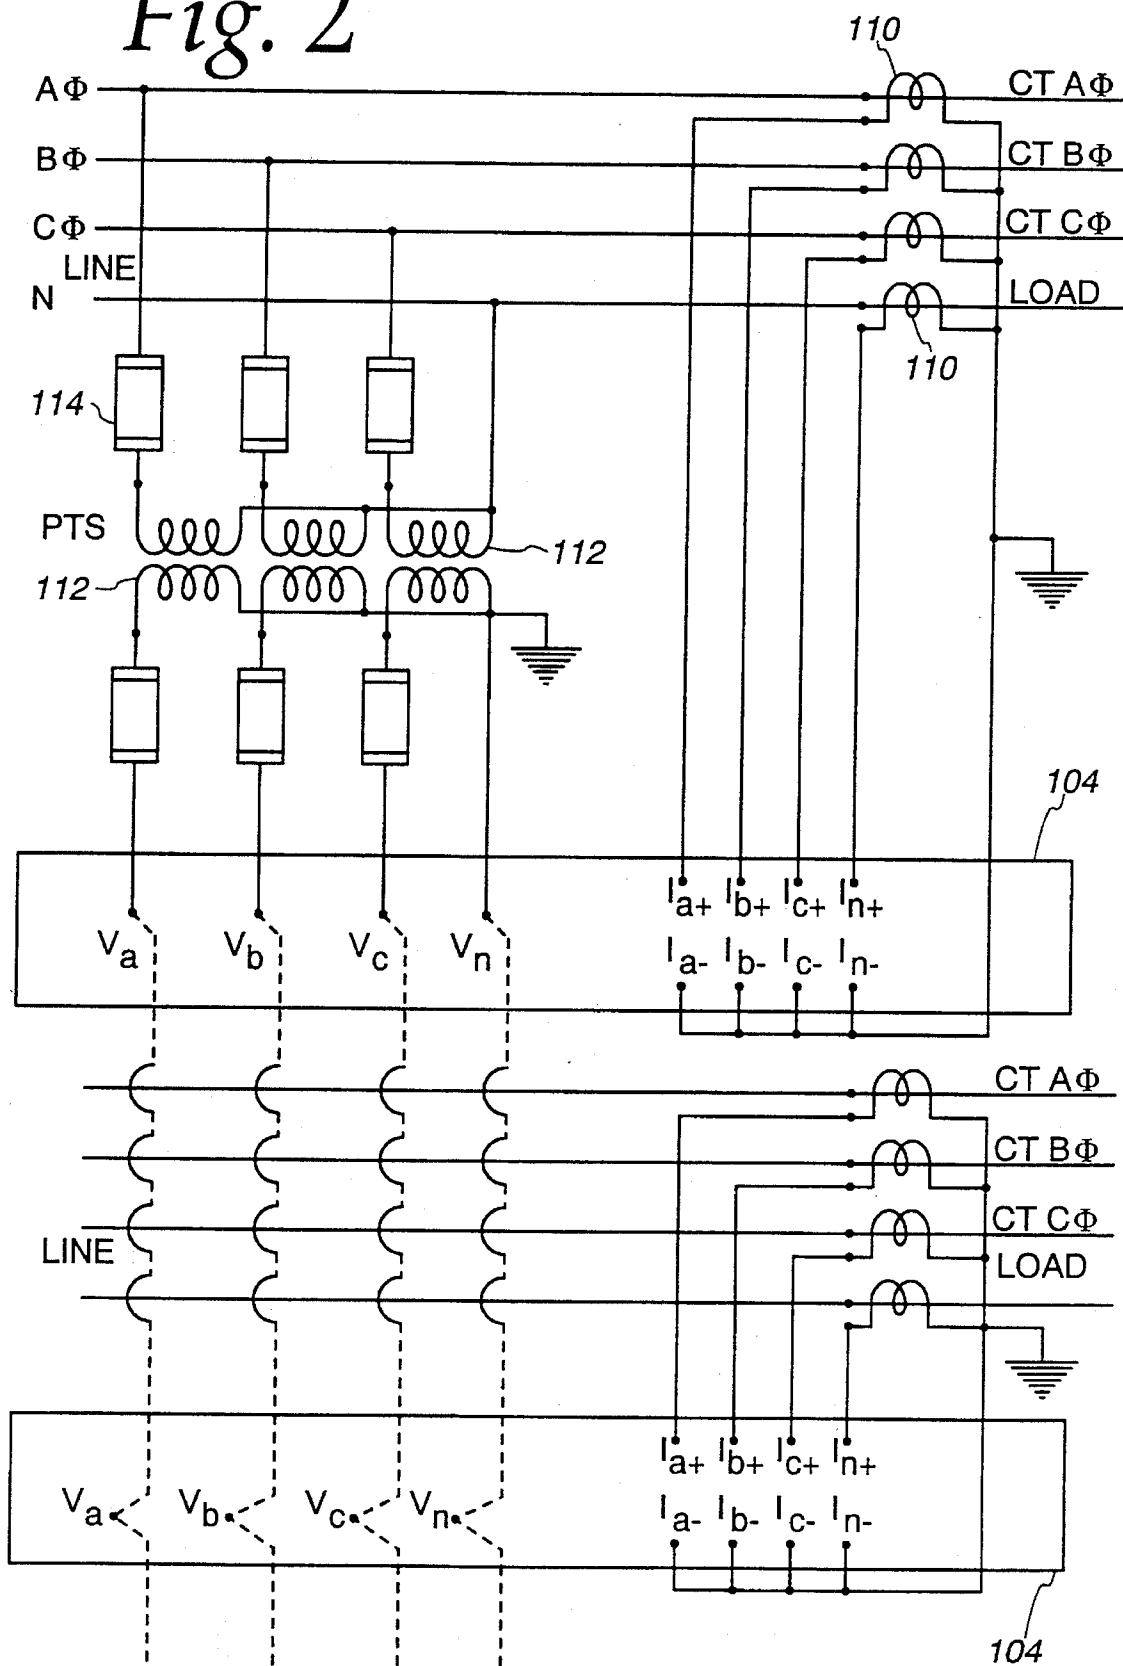 Fig. 2
110
AΦ
CT AΦ
BΦ
CT BΦ
CΦ
CT CΦ
LINE
N
LOAD
110
114
PTS
112
112
104
Ia+ Ib+ Ic+ In+
Va Vb Vc Vn
Ia- Ib- Ic- In-
CT AΦ
CT BΦ
CT CΦ
LINE
LOAD
Ia+ Ib+ Ic+ In+
Va Vb Vc Vn
Ia- Ib- Ic- In-
104